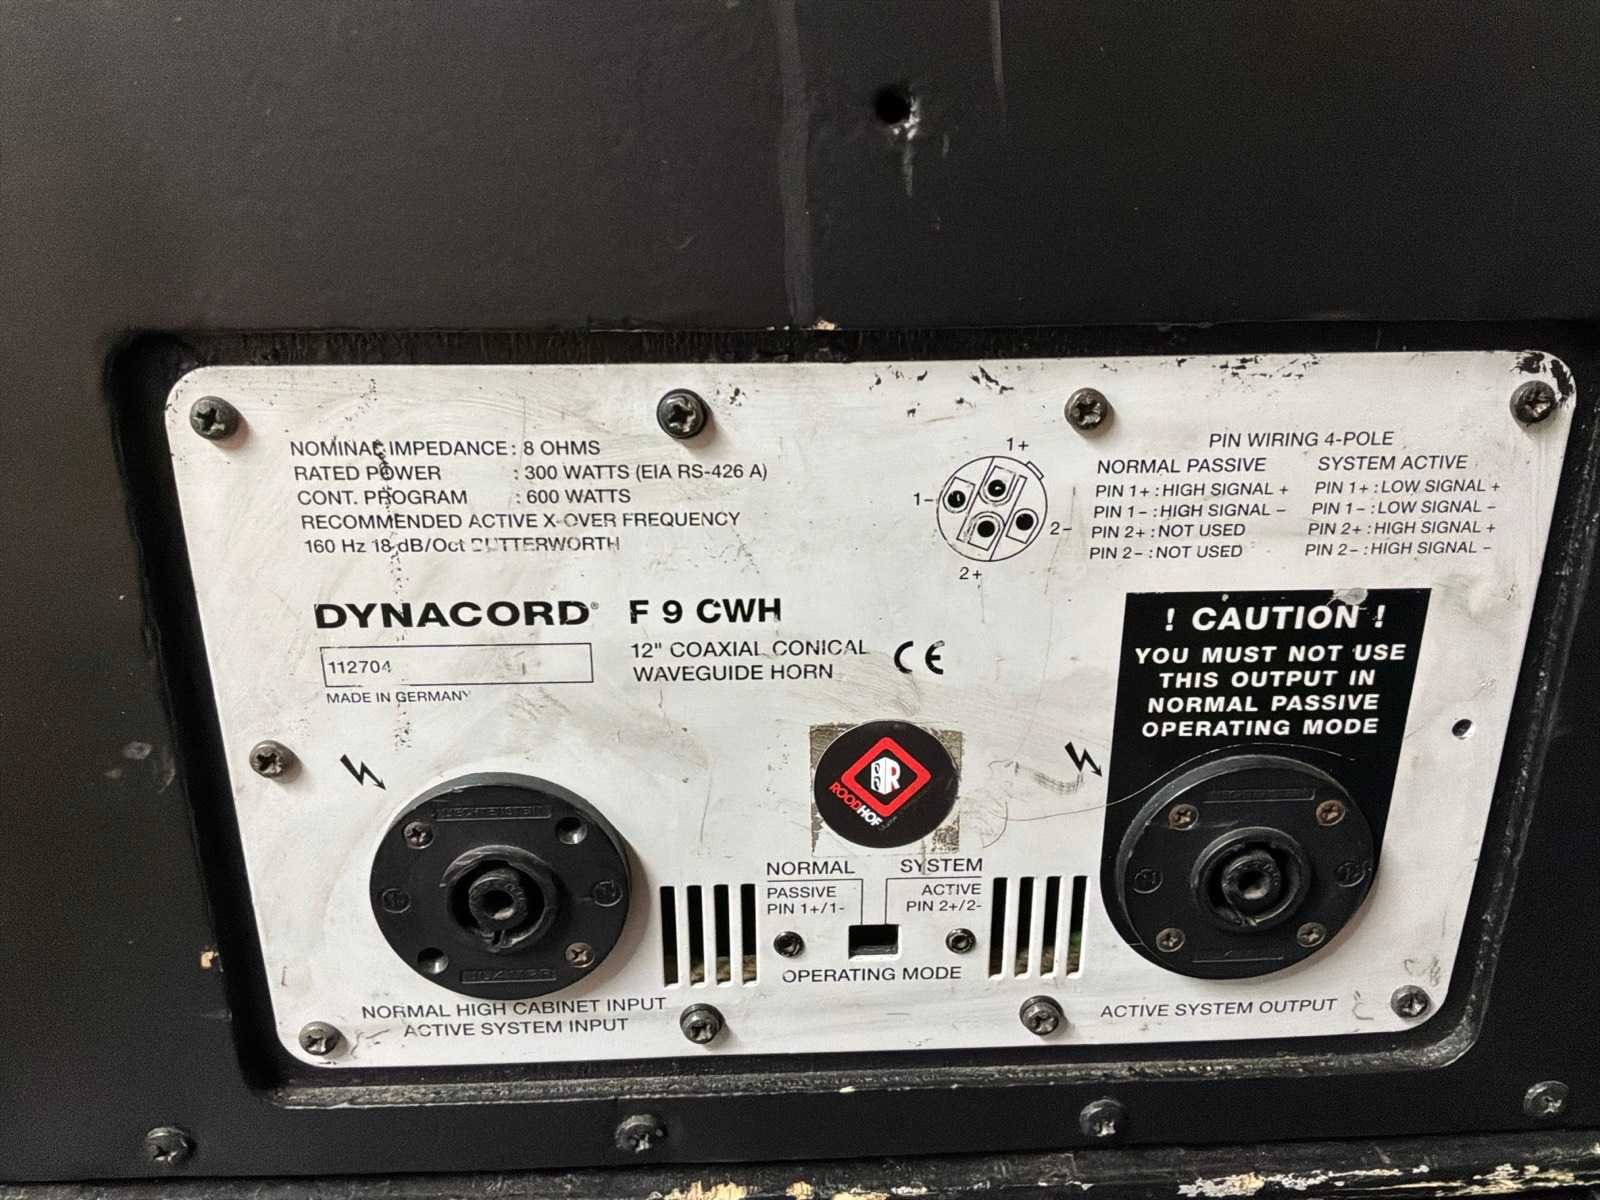 NOMINAL IMPEDANCE : 8 OHMS
RATED POWER : 300 WATTS (EIA RS-426 A)
CONT. PROGRAM : 600 WATTS
RECOMMENDED ACTIVE X-OVER FREQUENCY
160 Hz 18 dB/Oct BUTTERWORTH
DYNACORD® F 9 CWH
12" COAXIAL CONICAL
WAVEGUIDE HORN
CE
112704
MADE IN GERMANY
1+
1-
2-
2+
PIN WIRING 4-POLE
NORMAL PASSIVE SYSTEM ACTIVE
PIN 1+ : HIGH SIGNAL + PIN 1+ : LOW SIGNAL +
PIN 1- : HIGH SIGNAL - PIN 1- : LOW SIGNAL -
PIN 2+ : NOT USED PIN 2+ : HIGH SIGNAL +
PIN 2- : NOT USED PIN 2- : HIGH SIGNAL -
! CAUTION !
YOU MUST NOT USE
THIS OUTPUT IN
NORMAL PASSIVE
OPERATING MODE
R
ROODHOF
NORMAL SYSTEM
PASSIVE ACTIVE
PIN 1+/1- PIN 2+/2-
OPERATING MODE
NORMAL HIGH CABINET INPUT
ACTIVE SYSTEM INPUT
ACTIVE SYSTEM OUTPUT